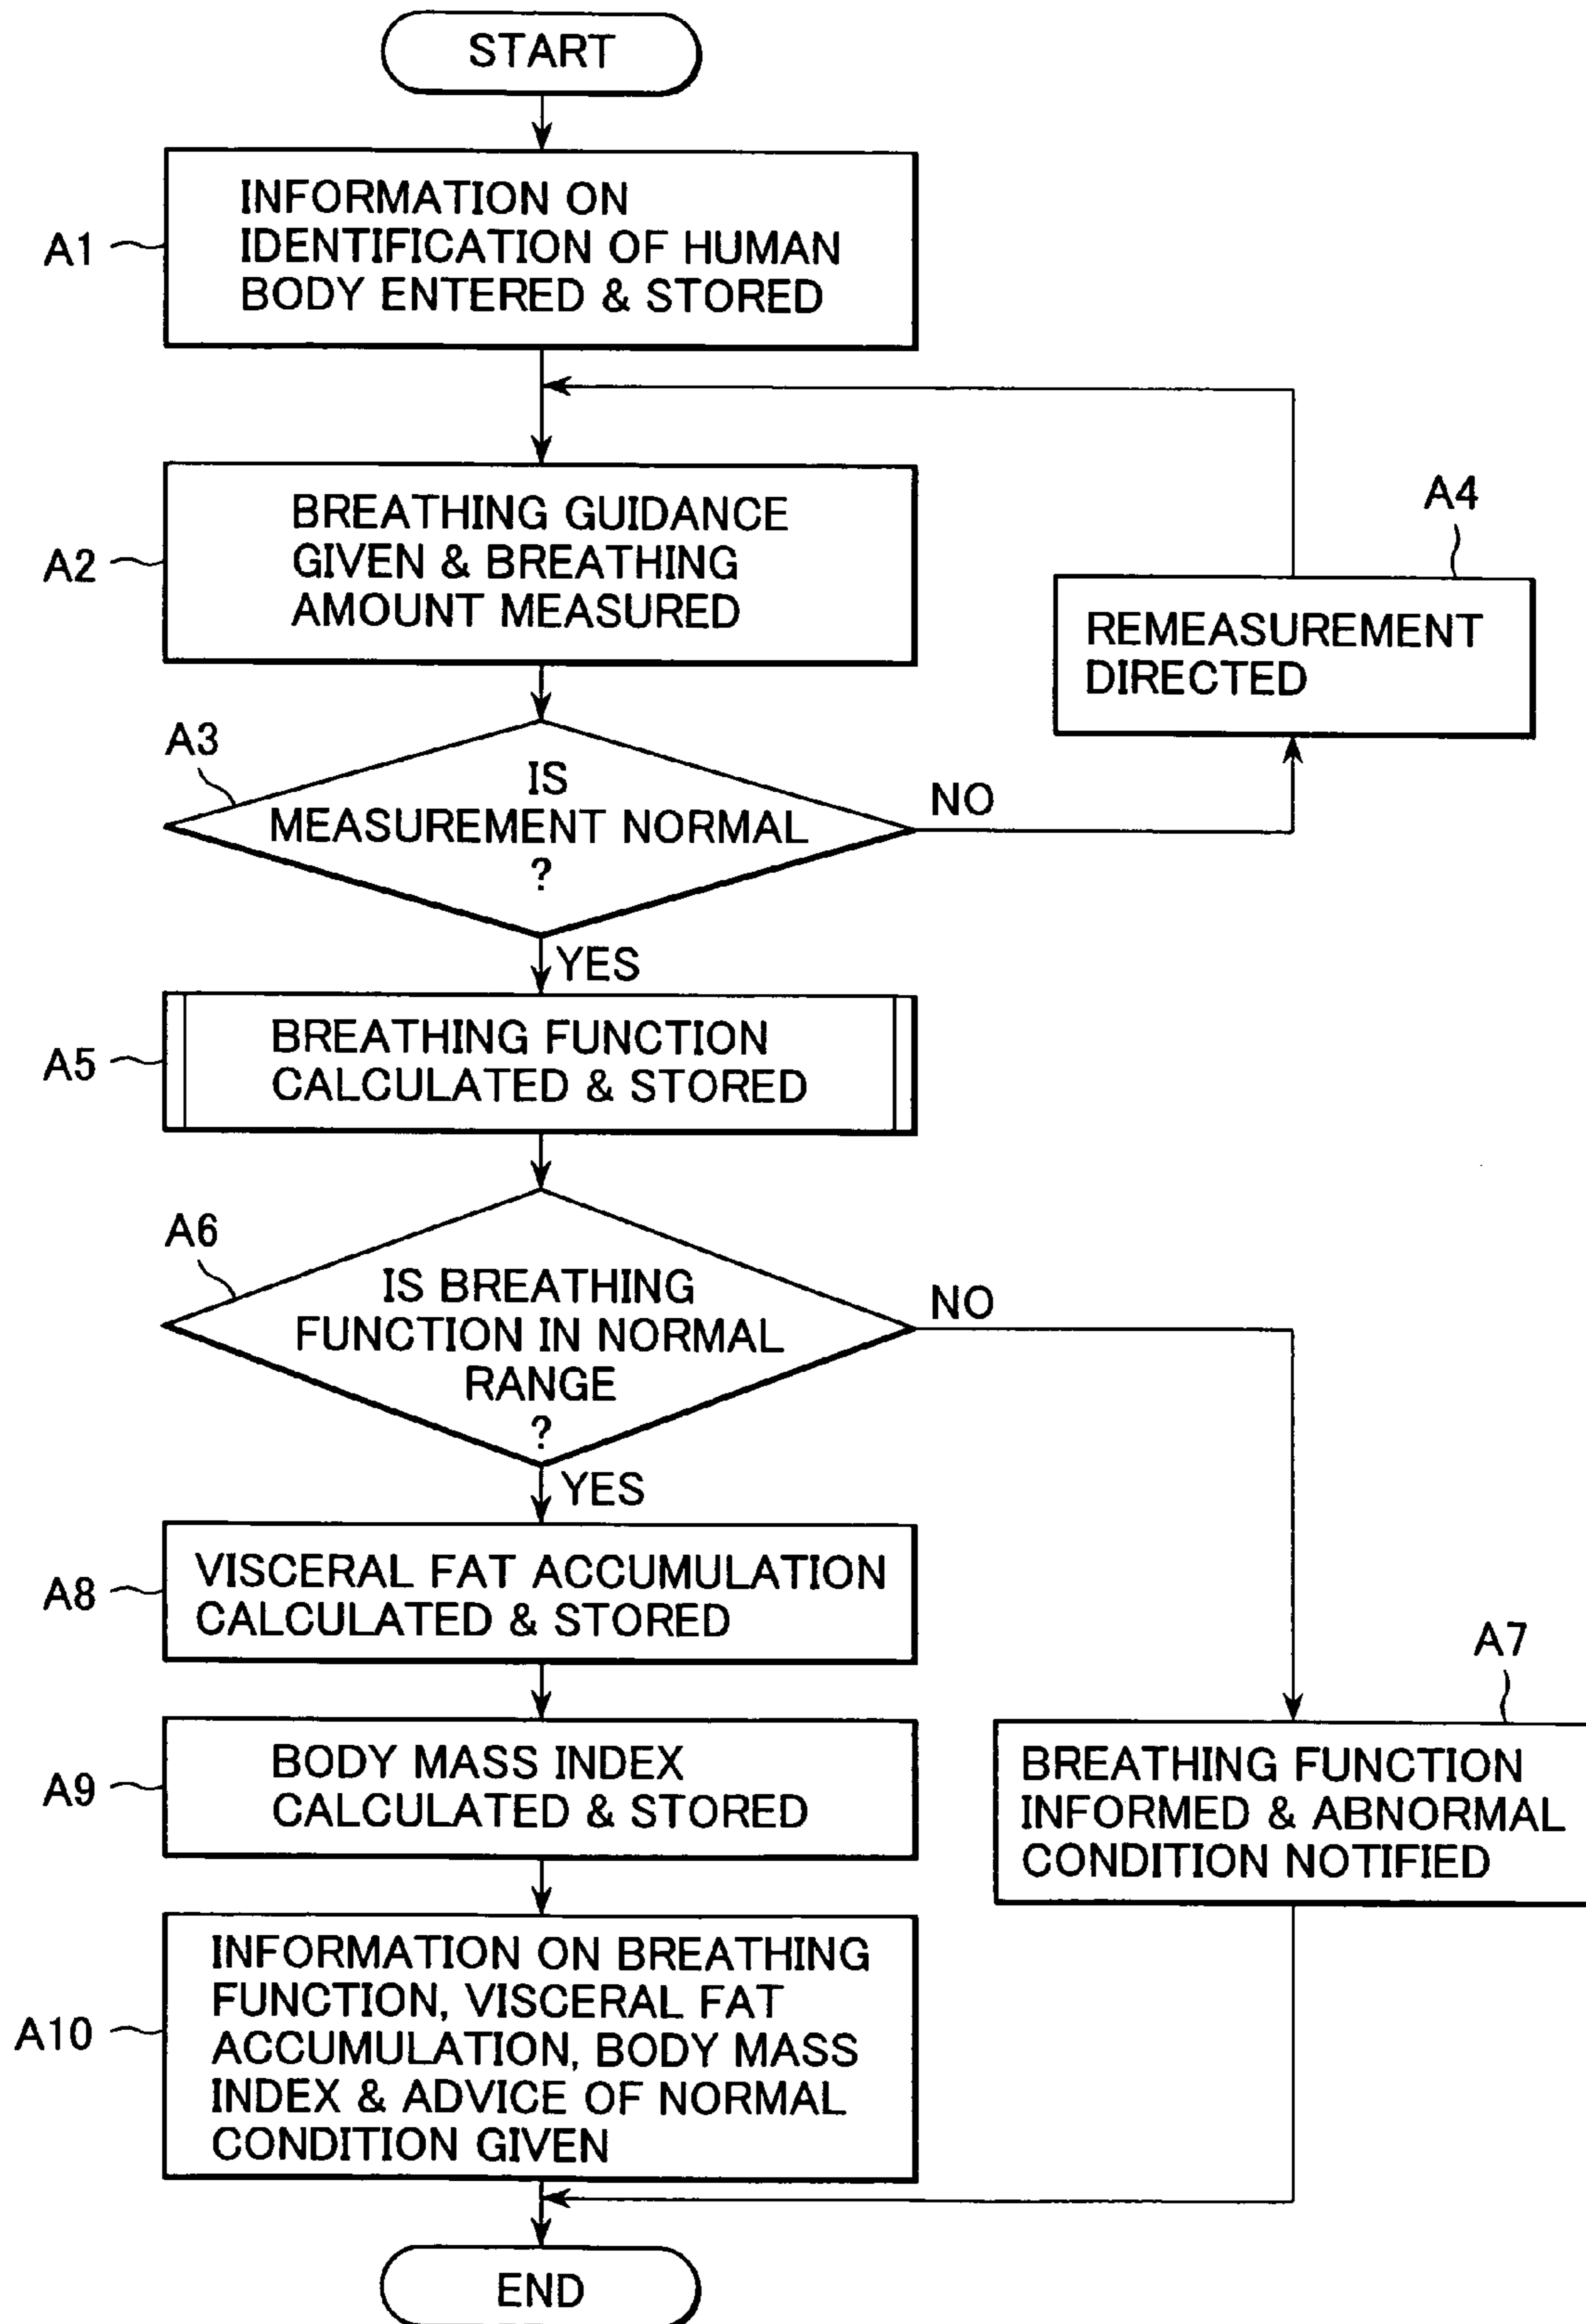 START
A1
INFORMATION ON
IDENTIFICATION OF HUMAN
BODY ENTERED & STORED
A2
BREATHING GUIDANCE
GIVEN & BREATHING
AMOUNT MEASURED
A4
REMEASUREMENT
DIRECTED
A3
IS
MEASUREMENT NORMAL
?
NO
YES
A5
BREATHING FUNCTION
CALCULATED & STORED
A6
IS BREATHING
FUNCTION IN NORMAL
RANGE
?
NO
YES
A8
VISCERAL FAT ACCUMULATION
CALCULATED & STORED
A7
BREATHING FUNCTION
INFORMED & ABNORMAL
CONDITION NOTIFIED
A9
BODY MASS INDEX
CALCULATED & STORED
A10
INFORMATION ON BREATHING
FUNCTION, VISCERAL FAT
ACCUMULATION, BODY MASS
INDEX & ADVICE OF NORMAL
CONDITION GIVEN
END